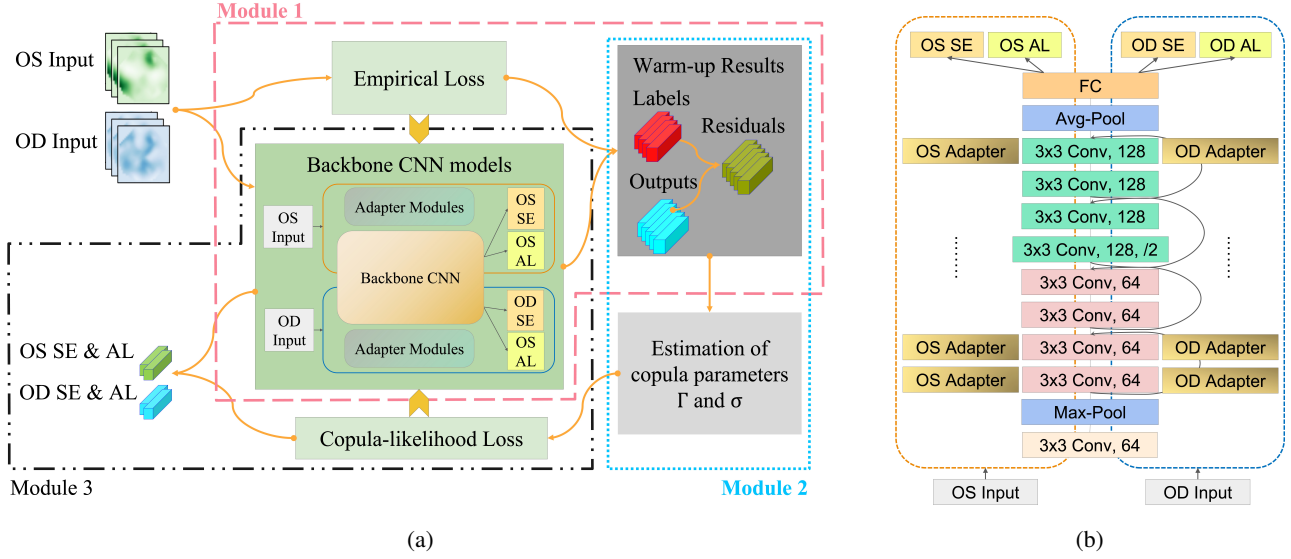 Module 1
OS Input
OD Input
Empirical Loss
Warm-up Results
Labels
Residuals
Outputs
Backbone CNN models
OS
Input
Adapter Modules
OS
SE
OS
AL
Backbone CNN
OD
Input
Adapter Modules
OD
SE
OS
AL
OS SE & AL
OD SE & AL
Estimation of
copula parameters
Γ and σ
Copula-likelihood Loss
Module 3
Module 2
(a)
OS SE
OS AL
OD SE
OD AL
FC
Avg-Pool
OS Adapter
3x3 Conv, 128
OD Adapter
3x3 Conv, 128
3x3 Conv, 128
3x3 Conv, 128, /2
3x3 Conv, 64
3x3 Conv, 64
OS Adapter
3x3 Conv, 64
OD Adapter
OS Adapter
3x3 Conv, 64
OD Adapter
Max-Pool
3x3 Conv, 64
OS Input
OD Input
(b)